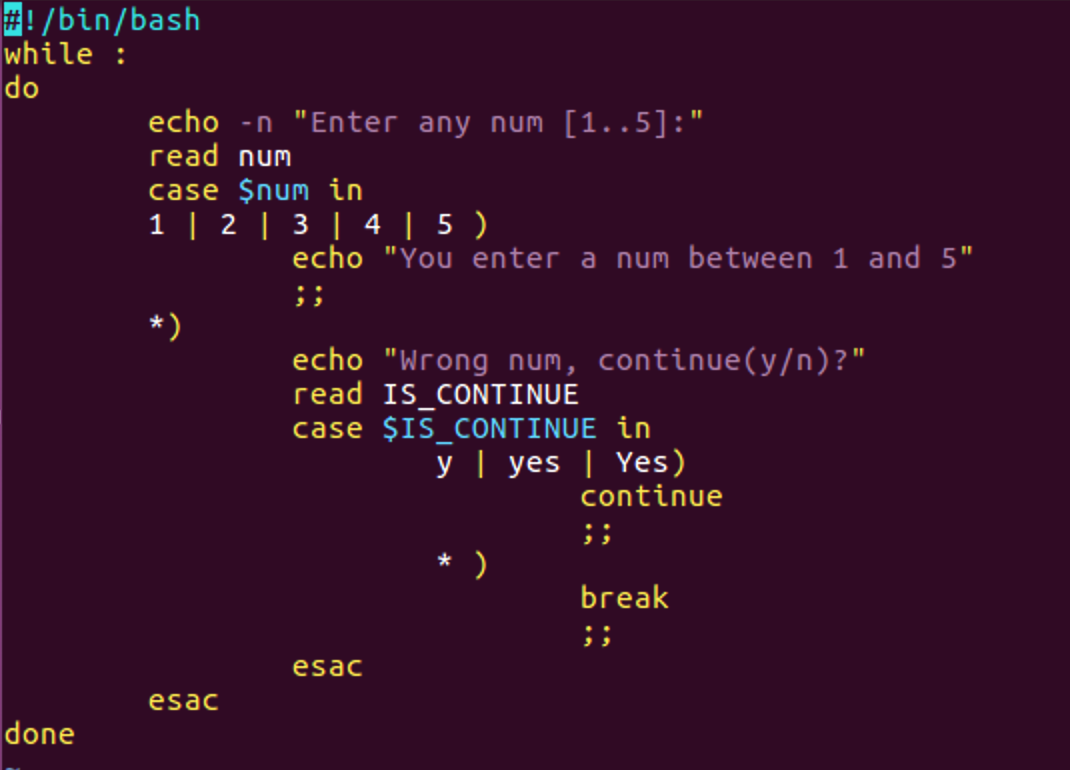 #!/bin/bash
while :
do
        echo -n "Enter any num [1..5]:"
        read num
        case $num in
        1 | 2 | 3 | 4 | 5 )
                echo "You enter a num between 1 and 5"
                ;;
        *)
                echo "Wrong num, continue(y/n)?"
                read IS_CONTINUE
                case $IS_CONTINUE in
                        y | yes | Yes)
                                continue
                                ;;
                        * )
                                break
                                ;;
                esac
        esac
done
~